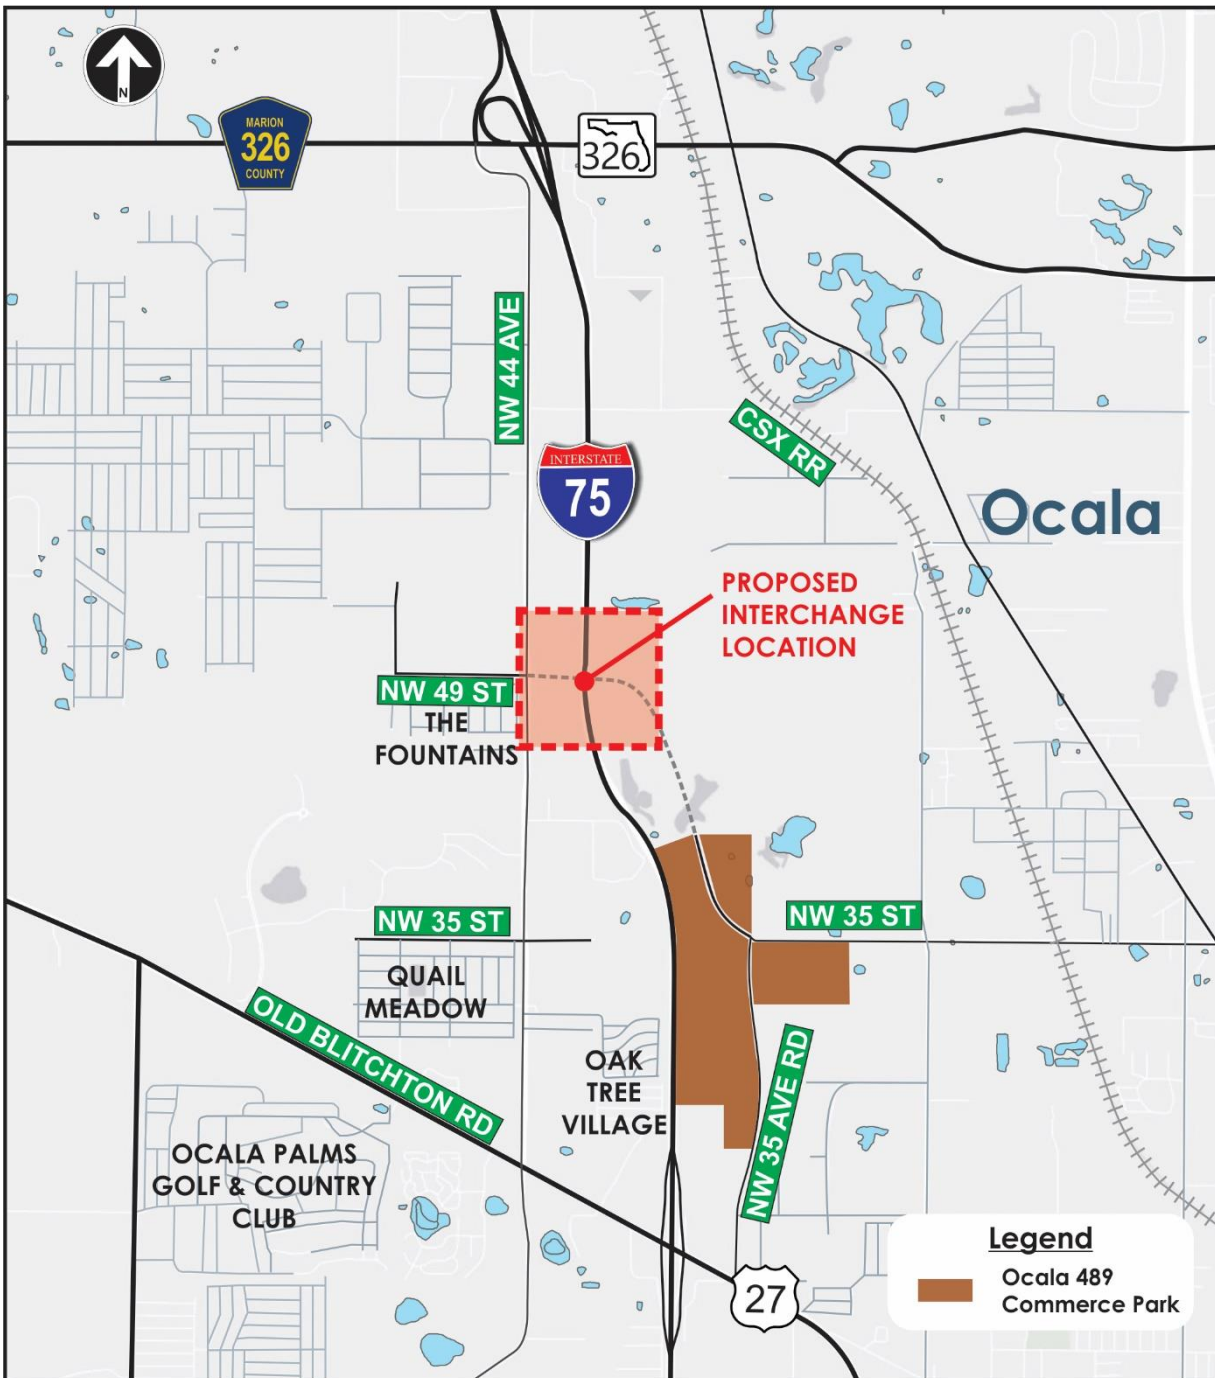 N
MARION
326
COUNTY
326
NW 44 AVE
CSX RR
INTERSTATE
75
Ocala
PROPOSED
INTERCHANGE
LOCATION
NW 49 ST
THE
FOUNTAINS
NW 35 ST
NW 35 ST
QUAIL
MEADOW
OLD BLITCHTON RD
OAK
TREE
VILLAGE
NW 35 AVE RD
OCALA PALMS
GOLF & COUNTRY
CLUB
27
Legend
Ocala 489
Commerce Park